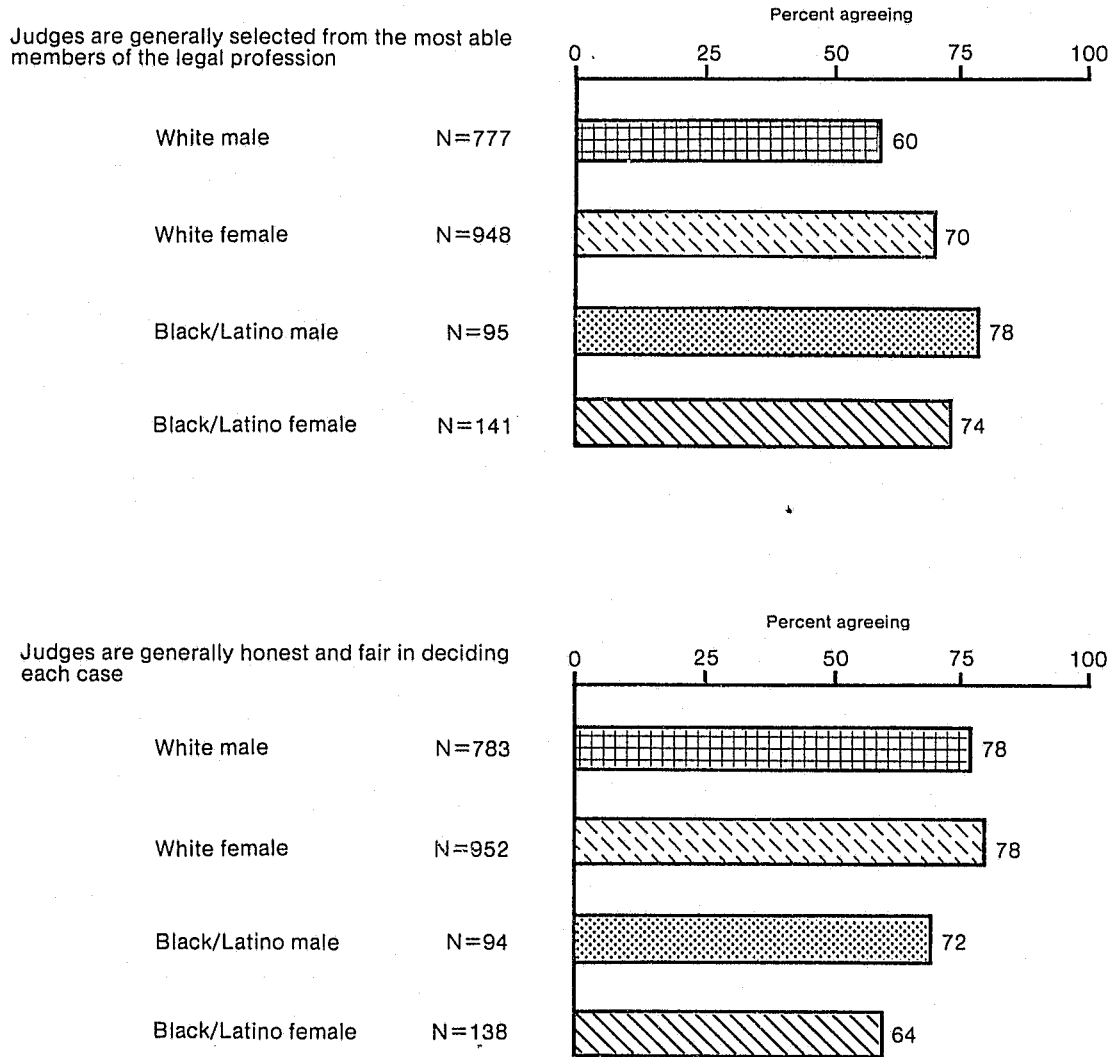 Percent agreeing
Judges are generally selected from the most able
members of the legal profession
0 25 50 75 100
White male N=777 60
White female N=948 70
Black/Latino male N=95 78
Black/Latino female N=141 74
Percent agreeing
Judges are generally honest and fair in deciding
each case
0 25 50 75 100
White male N=783 78
White female N=952 78
Black/Latino male N=94 72
Black/Latino female N=138 64